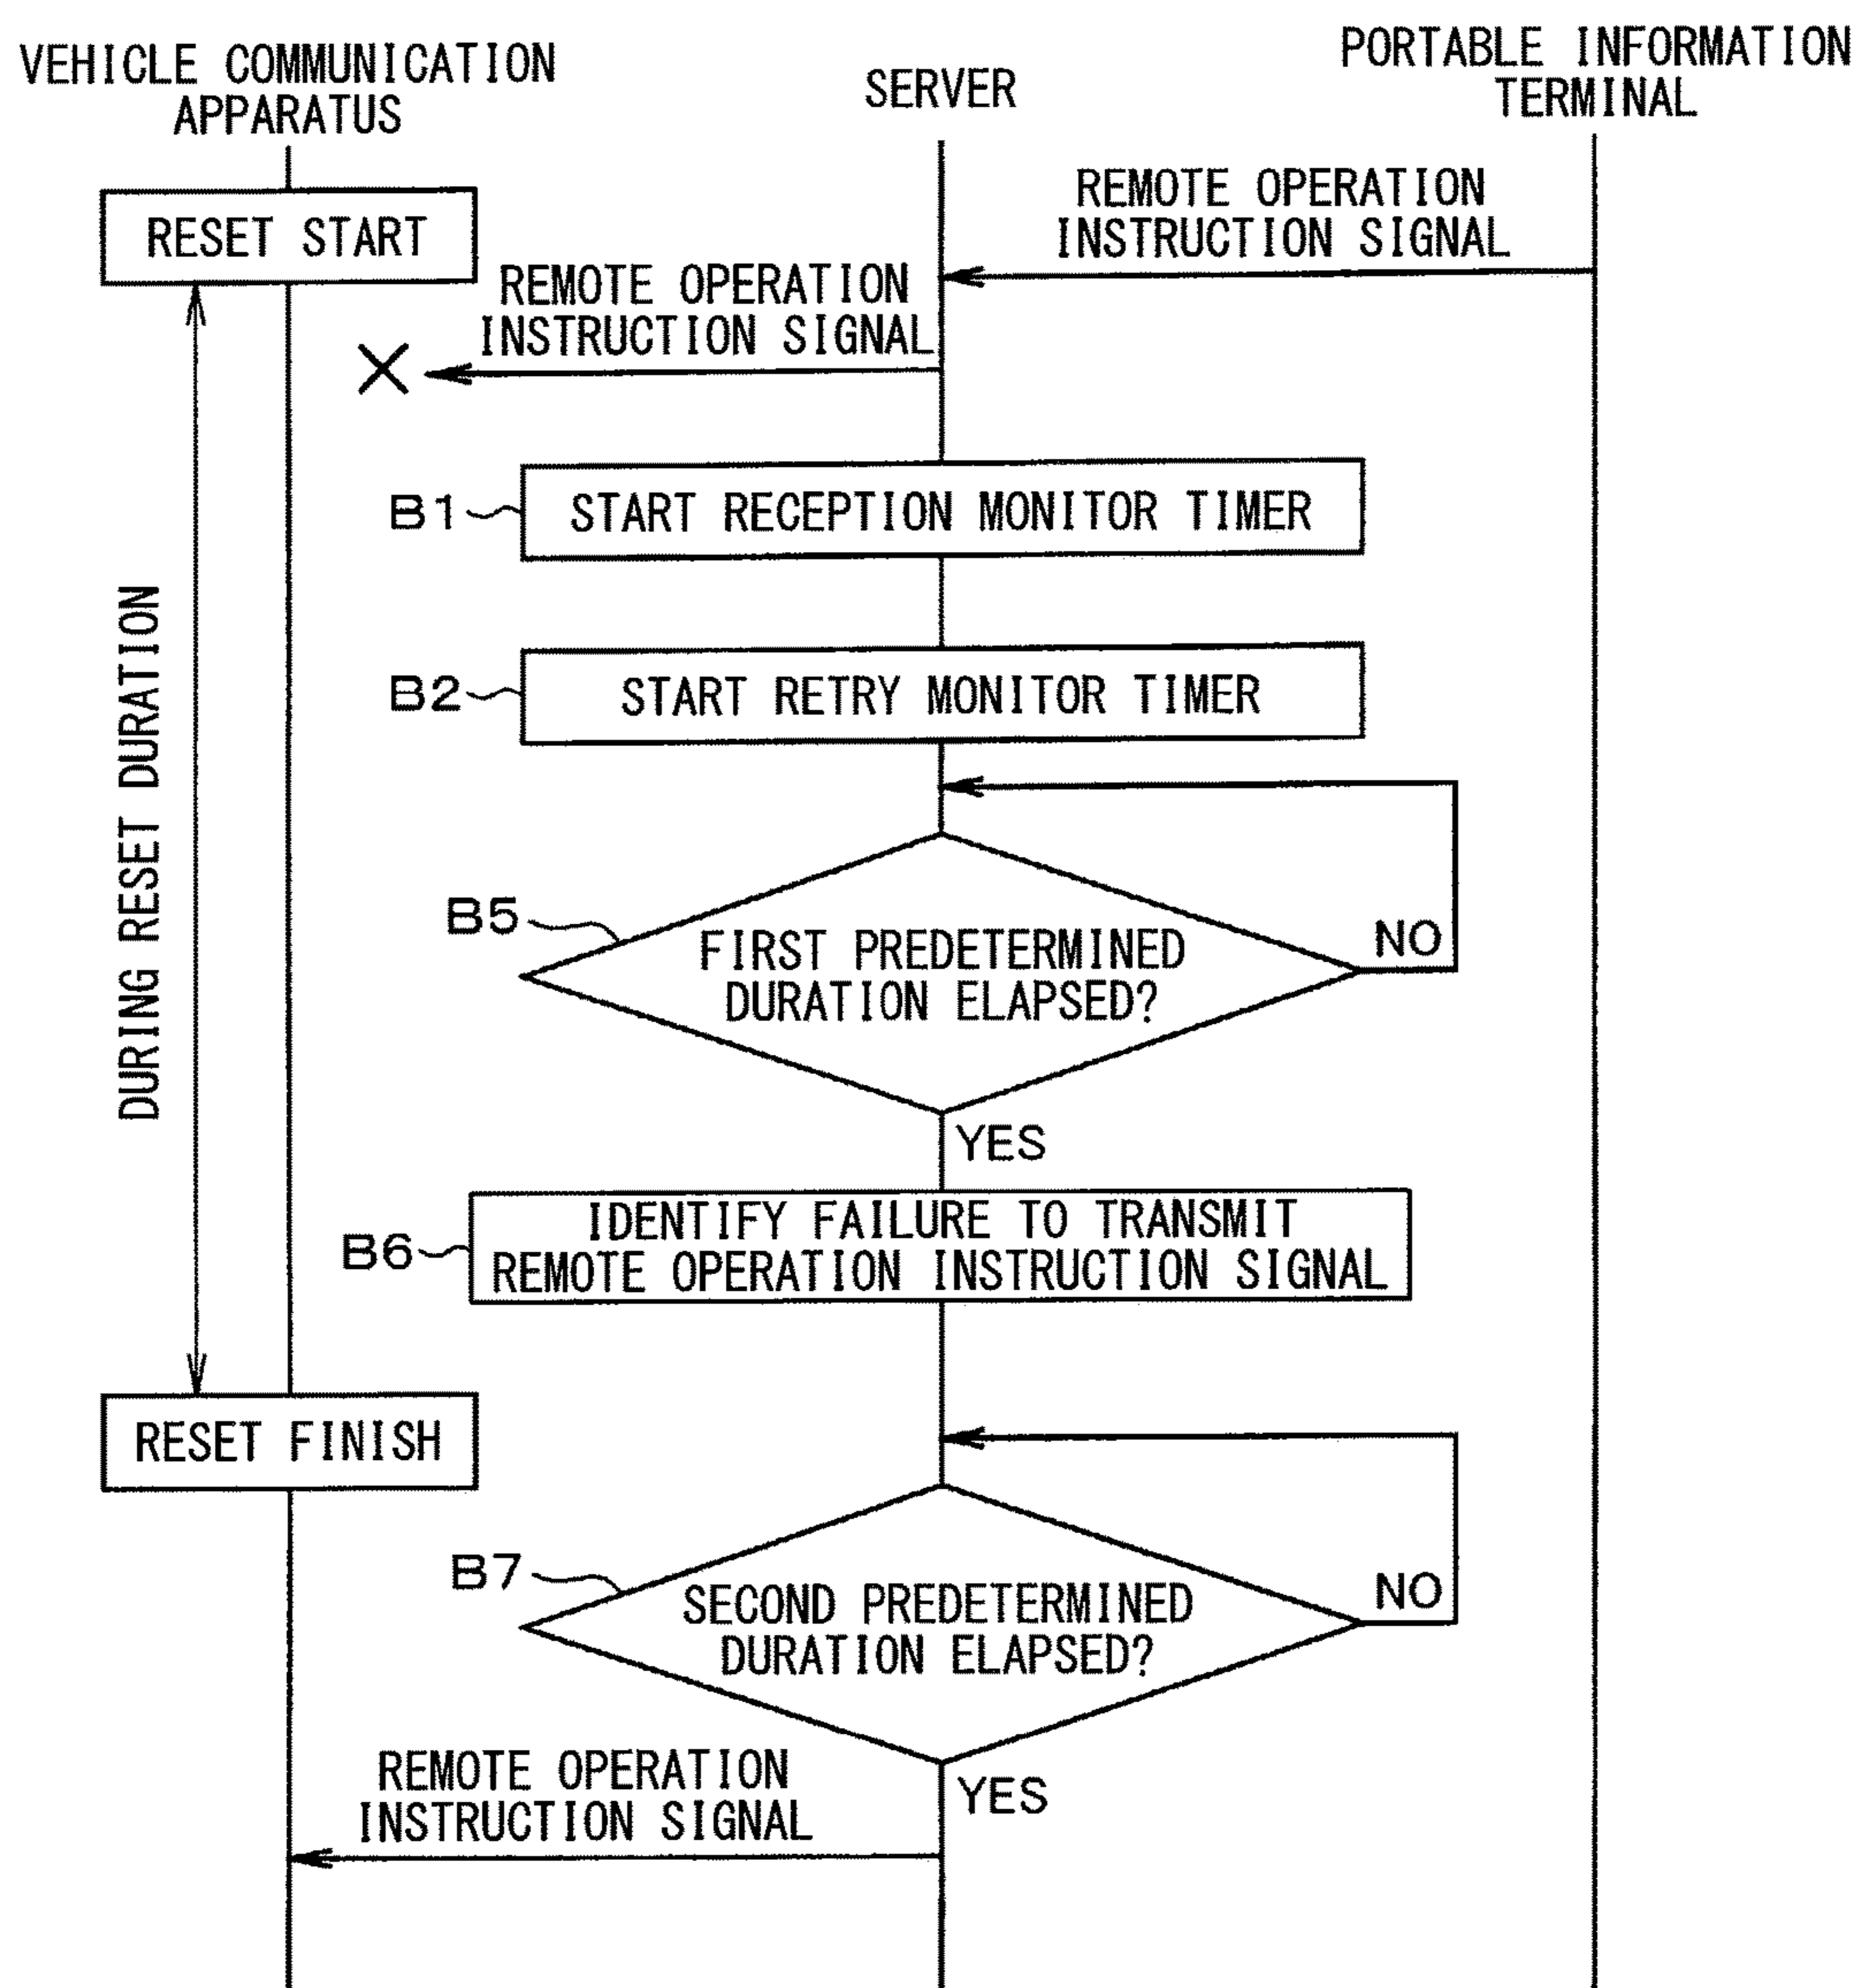 VEHICLE COMMUNICATION
APPARATUS
SERVER
PORTABLE INFORMATION
TERMINAL
RESET START
REMOTE OPERATION
INSTRUCTION SIGNAL
REMOTE OPERATION
INSTRUCTION SIGNAL
B1
START RECEPTION MONITOR TIMER
B2
START RETRY MONITOR TIMER
DURING RESET DURATION
B5
FIRST PREDETERMINED
DURATION ELAPSED?
NO
YES
B6
IDENTIFY FAILURE TO TRANSMIT
REMOTE OPERATION INSTRUCTION SIGNAL
RESET FINISH
B7
SECOND PREDETERMINED
DURATION ELAPSED?
NO
YES
REMOTE OPERATION
INSTRUCTION SIGNAL